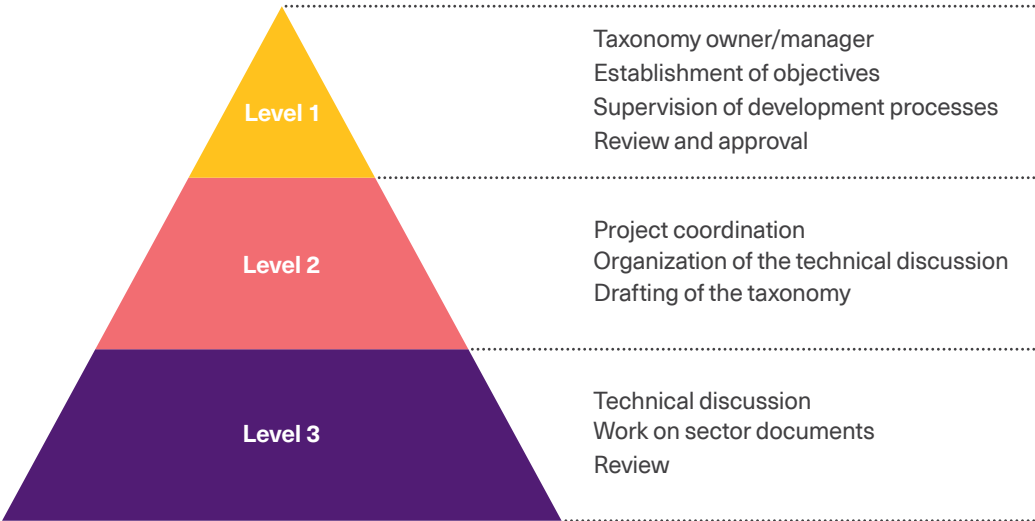 Level 1
Taxonomy owner/manager
Establishment of objectives
Supervision of development processes
Review and approval
Level 2
Project coordination
Organization of the technical discussion
Drafting of the taxonomy
Level 3
Technical discussion
Work on sector documents
Review